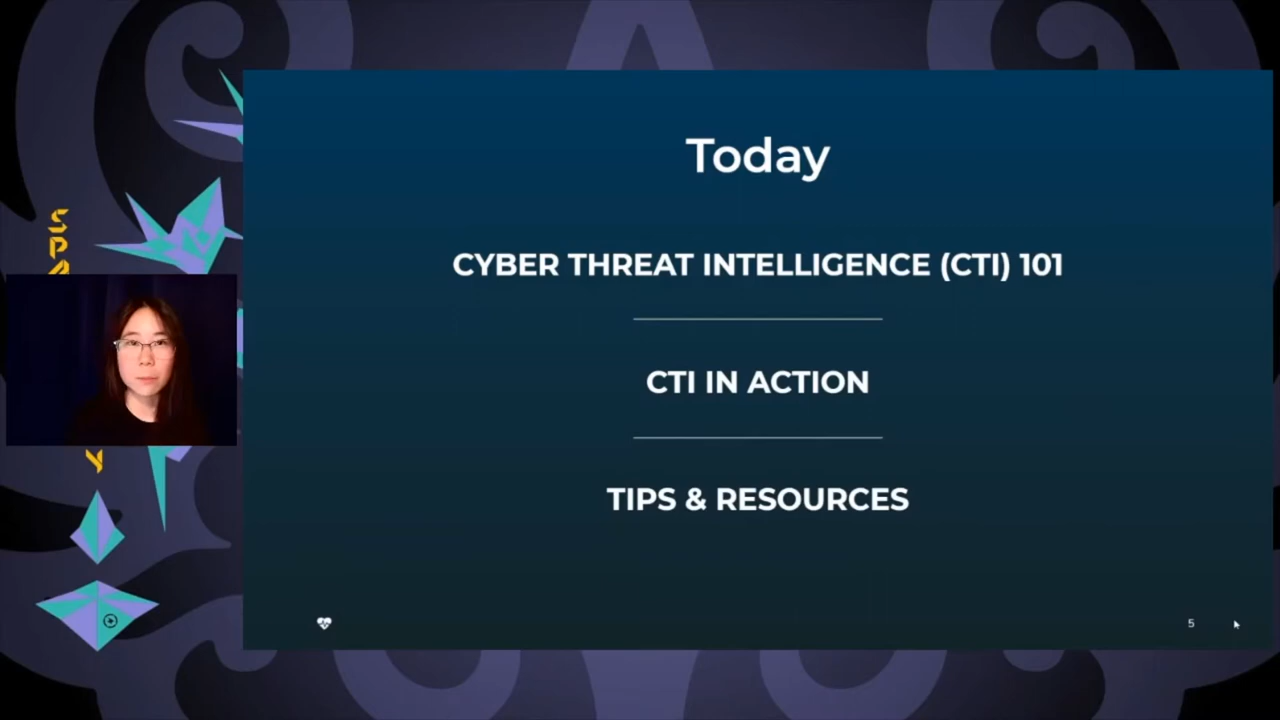 Today
CYBER THREAT INTELLIGENCE (CTI) 101
CTI IN ACTION
TIPS & RESOURCES
5